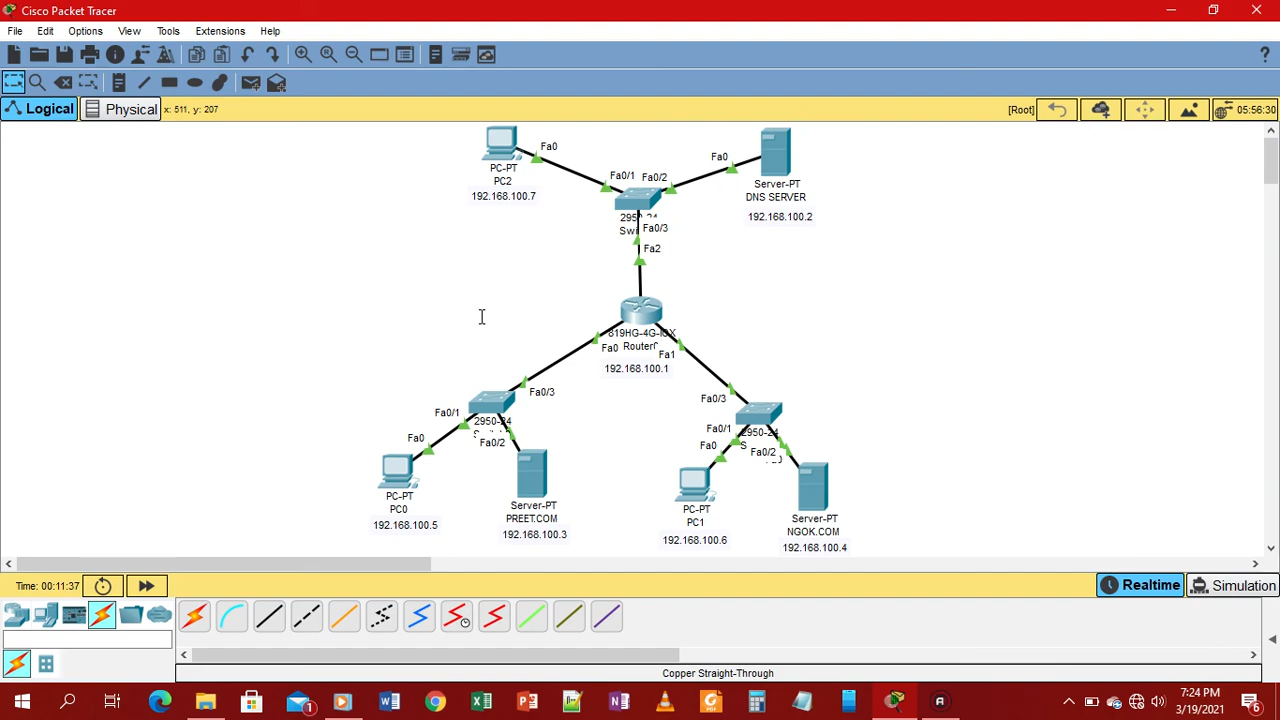 Cisco Packet Tracer
File Edit Options View Tools Extensions Help
Logical Physical x: 511, y: 207 [Root] 05:56:30
Fa0 Fa0
PC-PT
PC2
192.168.100.7
Fa0/1 Fa0/2
Server-PT
DNS SERVER
192.168.100.2
Fa0/3
Fa2
819HG-4G-IOX
Fa0 Fa1
192.168.100.1
Fa0/3 Fa0/3
Fa0/1 2950-24
Fa0/1 2950-24
Fa0 Fa0/2
Fa0 Fa0/2
PC-PT
PC0
192.168.100.5
Server-PT
PREET.COM
192.168.100.3
PC-PT
PC1
192.168.100.6
Server-PT
NGOK.COM
192.168.100.4
Time: 00:11:37 Realtime Simulation
Copper Straight-Through
7:24 PM
3/19/2021